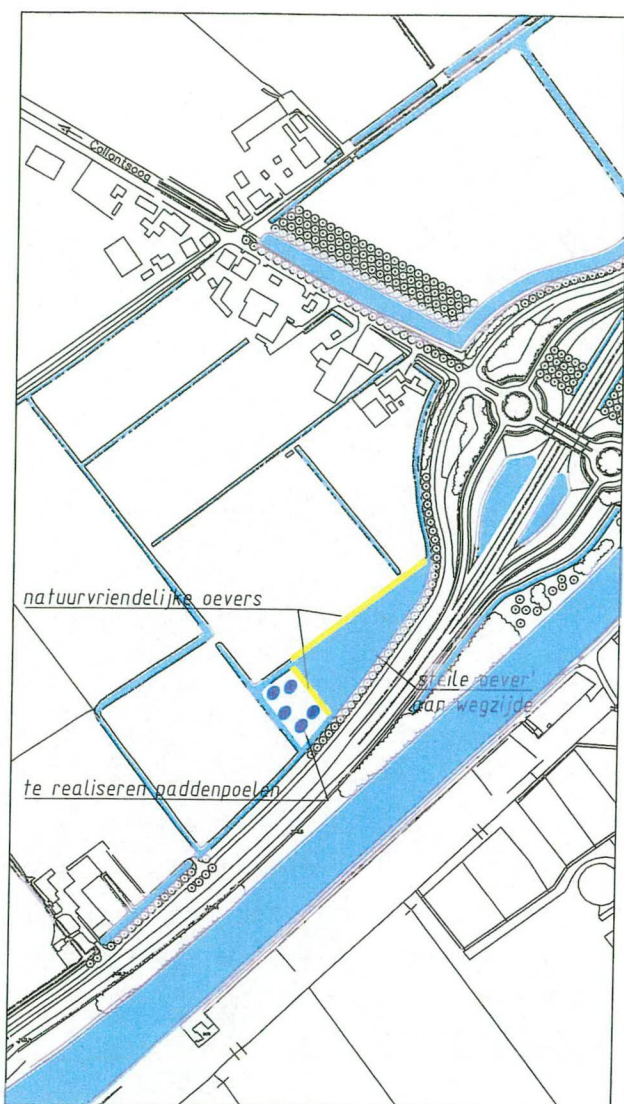 Callantsoog
natuurvriendelijke oevers
'steile oever'
aan wegzijde
te realiseren paddenpoelen